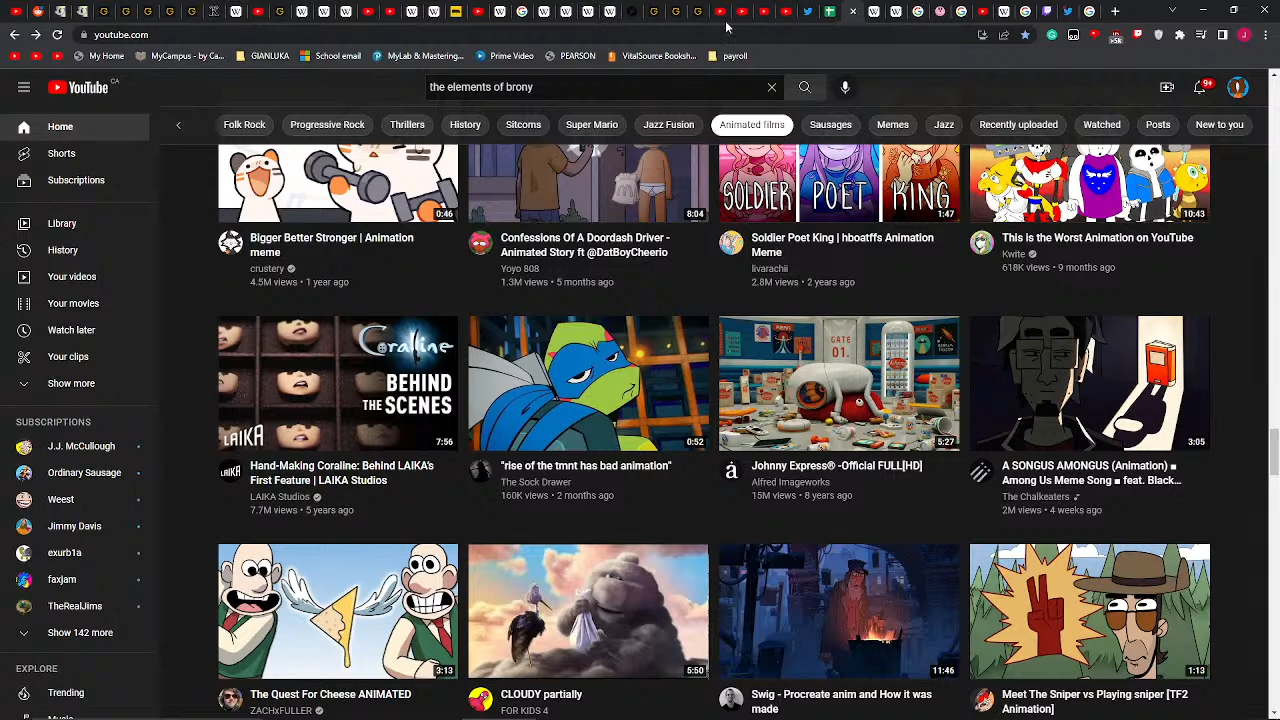 youtube.com
My Home
MyCampus - by Ca...
GIANLUKA
School email
MyLab & Mastering...
Prime Video
PEARSON
VitalSource Booksh...
payroll
YouTube CA
the elements of brony
9+
Home
Folk Rock
Progressive Rock
Thrillers
History
Sitcoms
Super Mario
Jazz Fusion
Animated films
Sausages
Memes
Jazz
Recently uploaded
Watched
Posts
New to you
Shorts
Subscriptions
Library
History
Your videos
Your movies
Watch later
Your clips
Show more
SUBSCRIPTIONS
J.J. McCullough
Ordinary Sausage
Weest
Jimmy Davis
exurb1a
faxjam
TheRealJims
Show 142 more
EXPLORE
Trending
0:46
8:04
SOLDIER
POET
KING
1:47
10:43
Bigger Better Stronger | Animation
meme
crustery
4.5M views • 1 year ago
Confessions Of A Doordash Driver -
Animated Story ft @DatBoyCheerio
Yoyo 808
1.3M views • 5 months ago
Soldier Poet King | hboatffs Animation
Meme
livarachii
2.8M views • 2 years ago
This is the Worst Animation on YouTube
Kwite
618K views • 9 months ago
Coraline
BEHIND
THE SCENES
LAIKA
7:56
0:52
GATE
01.
5:27
3:05
Hand-Making Coraline: Behind LAIKA's
First Feature | LAIKA Studios
LAIKA Studios
7.7M views • 5 years ago
"rise of the tmnt has bad animation"
The Sock Drawer
160K views • 2 months ago
Johnny Express® -Official FULL[HD]
Alfred Imageworks
15M views • 8 years ago
A SONGUS AMONGUS (Animation) ■
Among Us Meme Song ■ feat. Black...
The Chalkeaters
2M views • 4 weeks ago
3:13
5:50
11:46
1:13
The Quest For Cheese ANIMATED
ZACHxFULLER
CLOUDY partially
FOR KIDS 4
Swig - Procreate anim and How it was
made
Meet The Sniper vs Playing sniper [TF2
Animation]